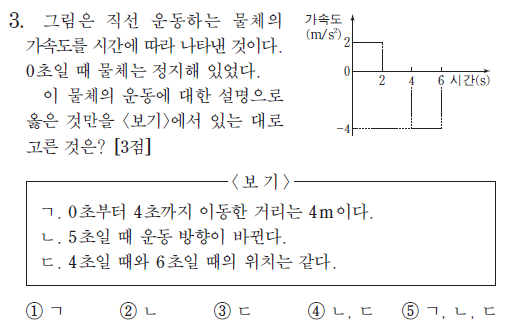 3. 그림은 직선 운동하는 물체의
가속도를 시간에 따라 나타낸 것이다.
0초일 때 물체는 정지해 있었다.
이 물체의 운동에 대한 설명으로
옳은 것만을 〈보기〉에서 있는 대로
고른 것은? [3점]
가속도
(m/s²)
2
0
2 4 6 시간(s)
-4
〈보 기〉
ㄱ. 0초부터 4초까지 이동한 거리는 4m이다.
ㄴ. 5초일 때 운동 방향이 바뀐다.
ㄷ. 4초일 때와 6초일 때의 위치는 같다.
① ㄱ ② ㄴ ③ ㄷ ④ ㄴ, ㄷ ⑤ ㄱ, ㄴ, ㄷ